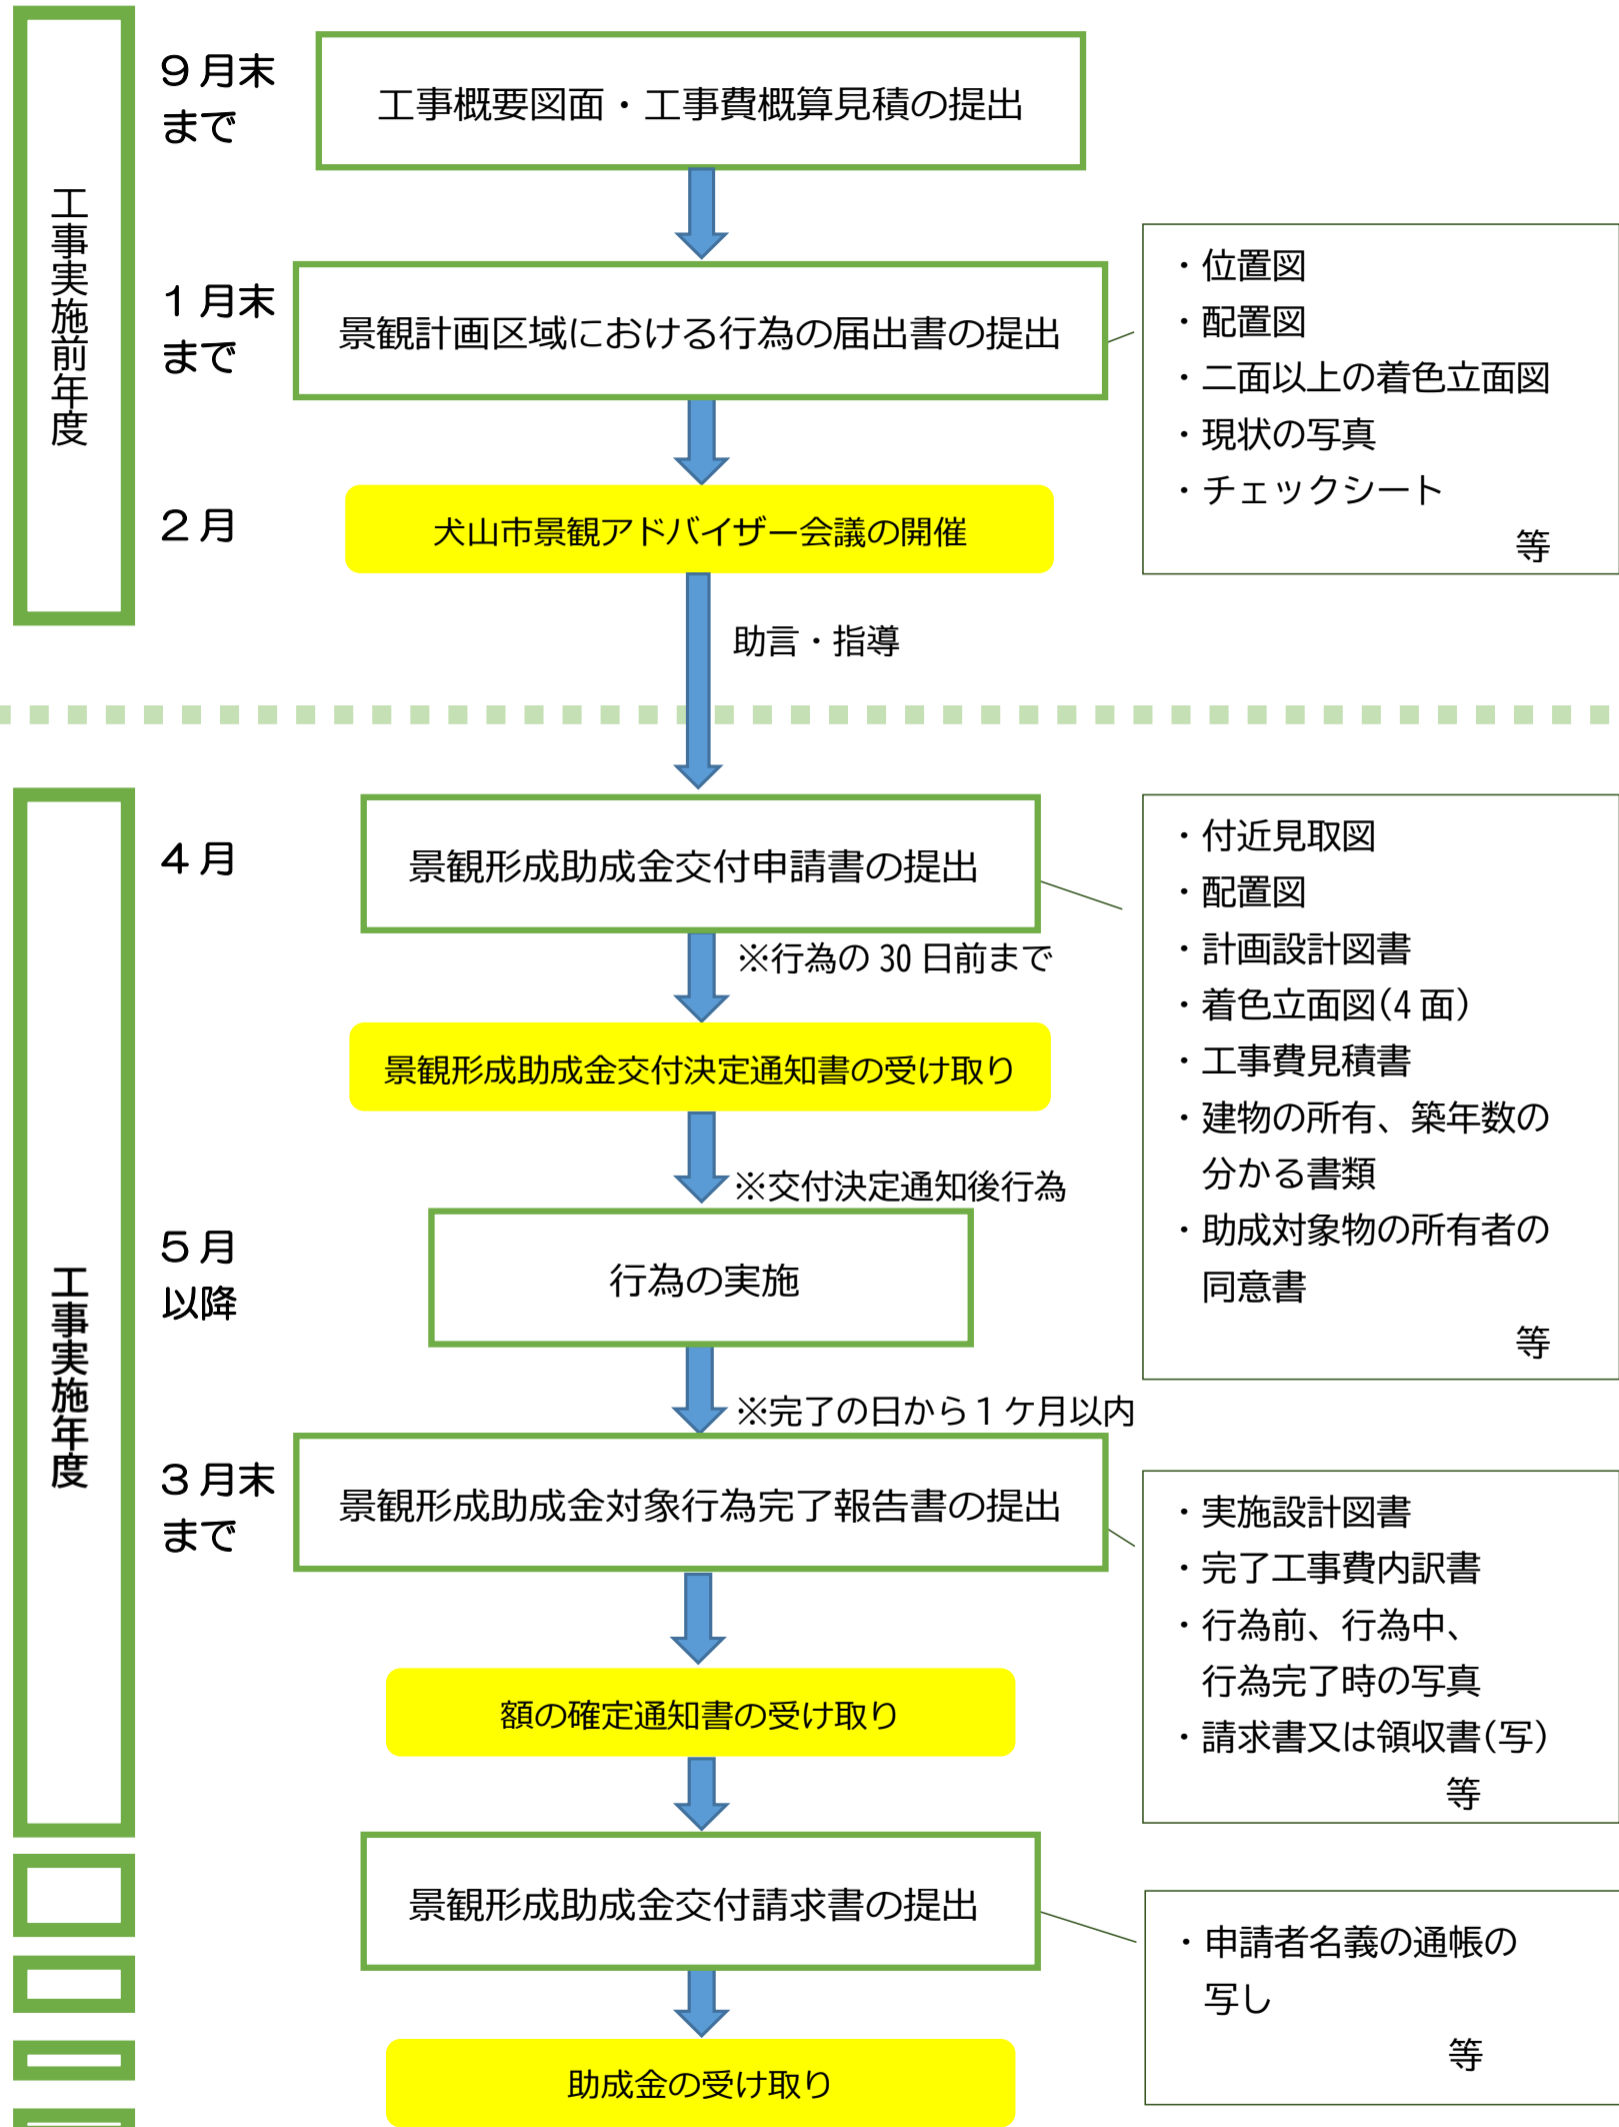 工事実施前年度
９月末
まで
工事概要図面・工事費概算見積の提出
１月末
まで
景観計画区域における行為の届出書の提出
・位置図
・配置図
・二面以上の着色立面図
・現状の写真
・チェックシート
等
２月
犬山市景観アドバイザー会議の開催
助言・指導
工事実施年度
４月
景観形成助成金交付申請書の提出
・付近見取図
・配置図
・計画設計図書
・着色立面図(4 面)
・工事費見積書
・建物の所有、築年数の
分かる書類
・助成対象物の所有者の
同意書
等
※行為の 30 日前まで
景観形成助成金交付決定通知書の受け取り
※交付決定通知後行為
５月
以降
行為の実施
※完了の日から１ケ月以内
３月末
まで
景観形成助成金対象行為完了報告書の提出
・実施設計図書
・完了工事費内訳書
・行為前、行為中、
行為完了時の写真
・請求書又は領収書(写)
等
額の確定通知書の受け取り
景観形成助成金交付請求書の提出
・申請者名義の通帳の
写し
等
助成金の受け取り